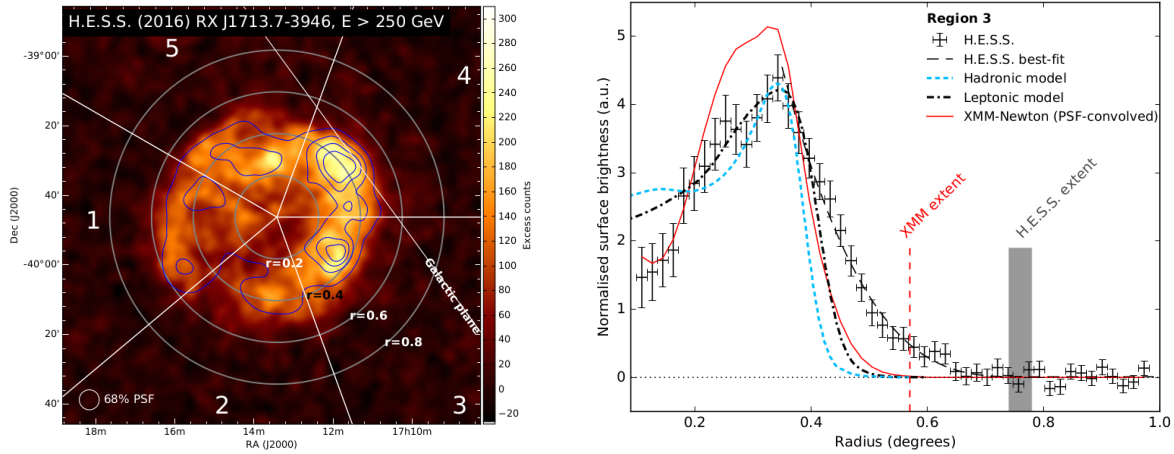 H.E.S.S. (2016) RX J1713.7-3946, E > 250 GeV
5
4
1
2
3
r=0.2
r=0.4
r=0.6
r=0.8
Galactic plane
68% PSF
-39°00'
20'
40'
-40°00'
20'
40'
Dec (J2000)
18m
16m
14m
12m
17h10m
RA (J2000)
300
280
260
240
220
200
180
160
140
120
100
80
60
40
20
0
−20
Excess counts
Region 3
H.E.S.S.
H.E.S.S. best-fit
Hadronic model
Leptonic model
XMM-Newton (PSF-convolved)
XMM extent
H.E.S.S. extent
5
4
3
2
1
0
Normalised surface brightness (a.u.)
0.2
0.4
0.6
0.8
1.0
Radius (degrees)